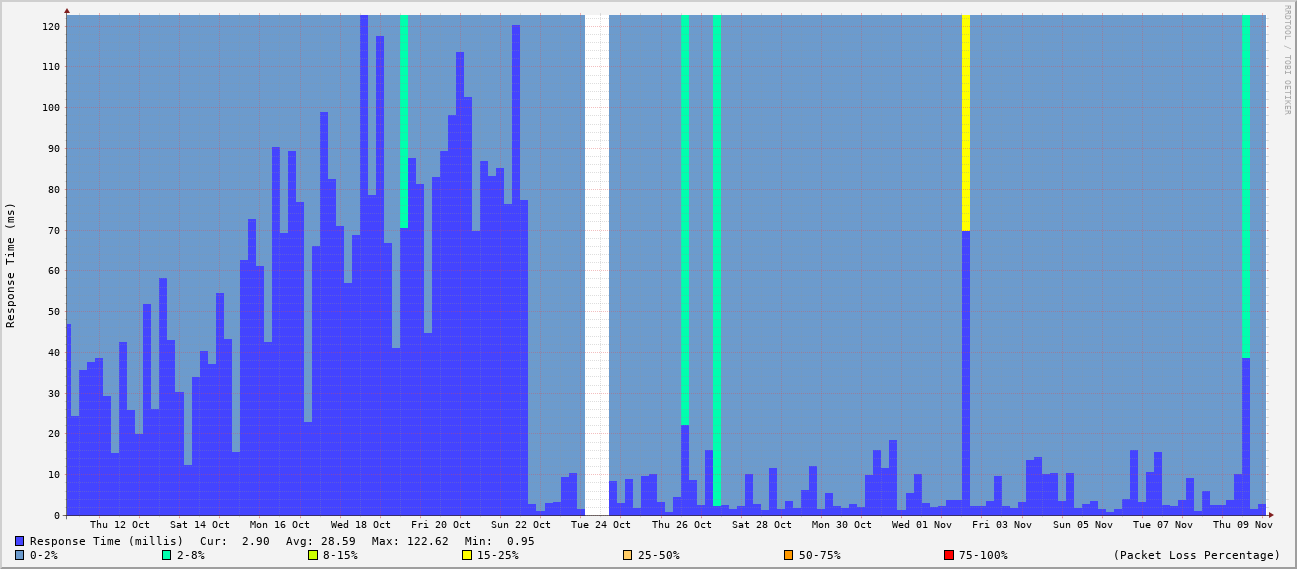 RRDTOOL / TOBI OETIKER
Response Time (ms)
120
110
100
90
80
70
60
50
40
30
20
10
0
Thu 12 Oct Sat 14 Oct Mon 16 Oct Wed 18 Oct Fri 20 Oct Sun 22 Oct Tue 24 Oct Thu 26 Oct Sat 28 Oct Mon 30 Oct Wed 01 Nov Fri 03 Nov Sun 05 Nov Tue 07 Nov Thu 09 Nov
Response Time (millis) Cur: 2.90 Avg: 28.59 Max: 122.62 Min: 0.95
0-2% 2-8% 8-15% 15-25% 25-50% 50-75% 75-100% (Packet Loss Percentage)